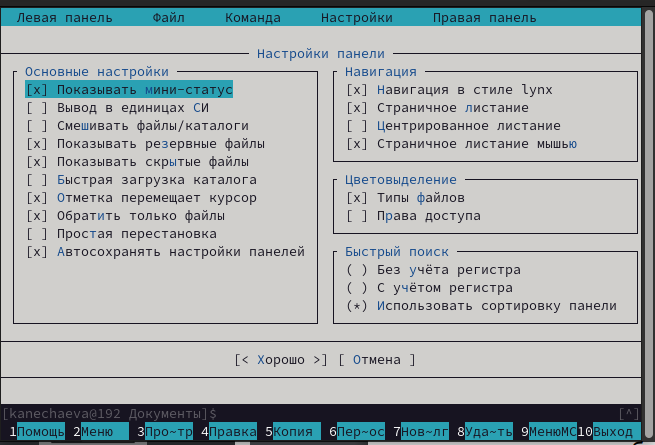 Левая панель Файл Команда Настройки Правая панель
Настройки панели
Основные настройки
[x] Показывать мини-статус
[ ] Вывод в единицах СИ
[ ] Смешивать файлы/каталоги
[x] Показывать резервные файлы
[x] Показывать скрытые файлы
[ ] Быстрая загрузка каталога
[x] Отметка перемещает курсор
[x] Обратить только файлы
[ ] Простая перестановка
[x] Автосохранять настройки панелей
Навигация
[x] Навигация в стиле lynx
[x] Страничное листание
[ ] Центрированное листание
[x] Страничное листание мышью
Цветовыделение
[x] Типы файлов
[ ] Права доступа
Быстрый поиск
( ) Без учёта регистра
( ) С учётом регистра
(*) Использовать сортировку панели
[< Хорошо >] [ Отмена ]
[kanechaeva@192 Документы]$ [^]
1Помощь 2Меню 3Про~тр 4Правка 5Копия 6Пер~ос 7Нов~лг 8Уда~ть 9МенюMC 10Выход